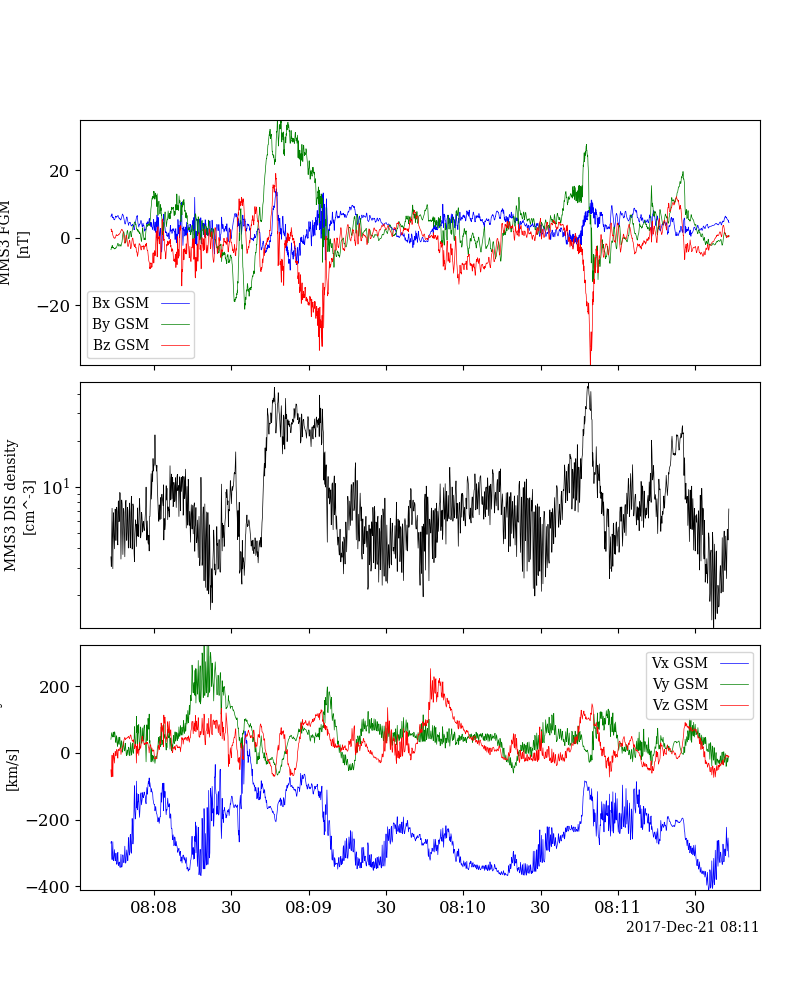 MMS3 FGM
[nT]
20
0
−20
Bx GSM
By GSM
Bz GSM
MMS3 DIS density
[cm^-3]
10^1
[km/s]
200
0
−200
−400
Vx GSM
Vy GSM
Vz GSM
08:08 30 08:09 30 08:10 30 08:11 30
2017-Dec-21 08:11